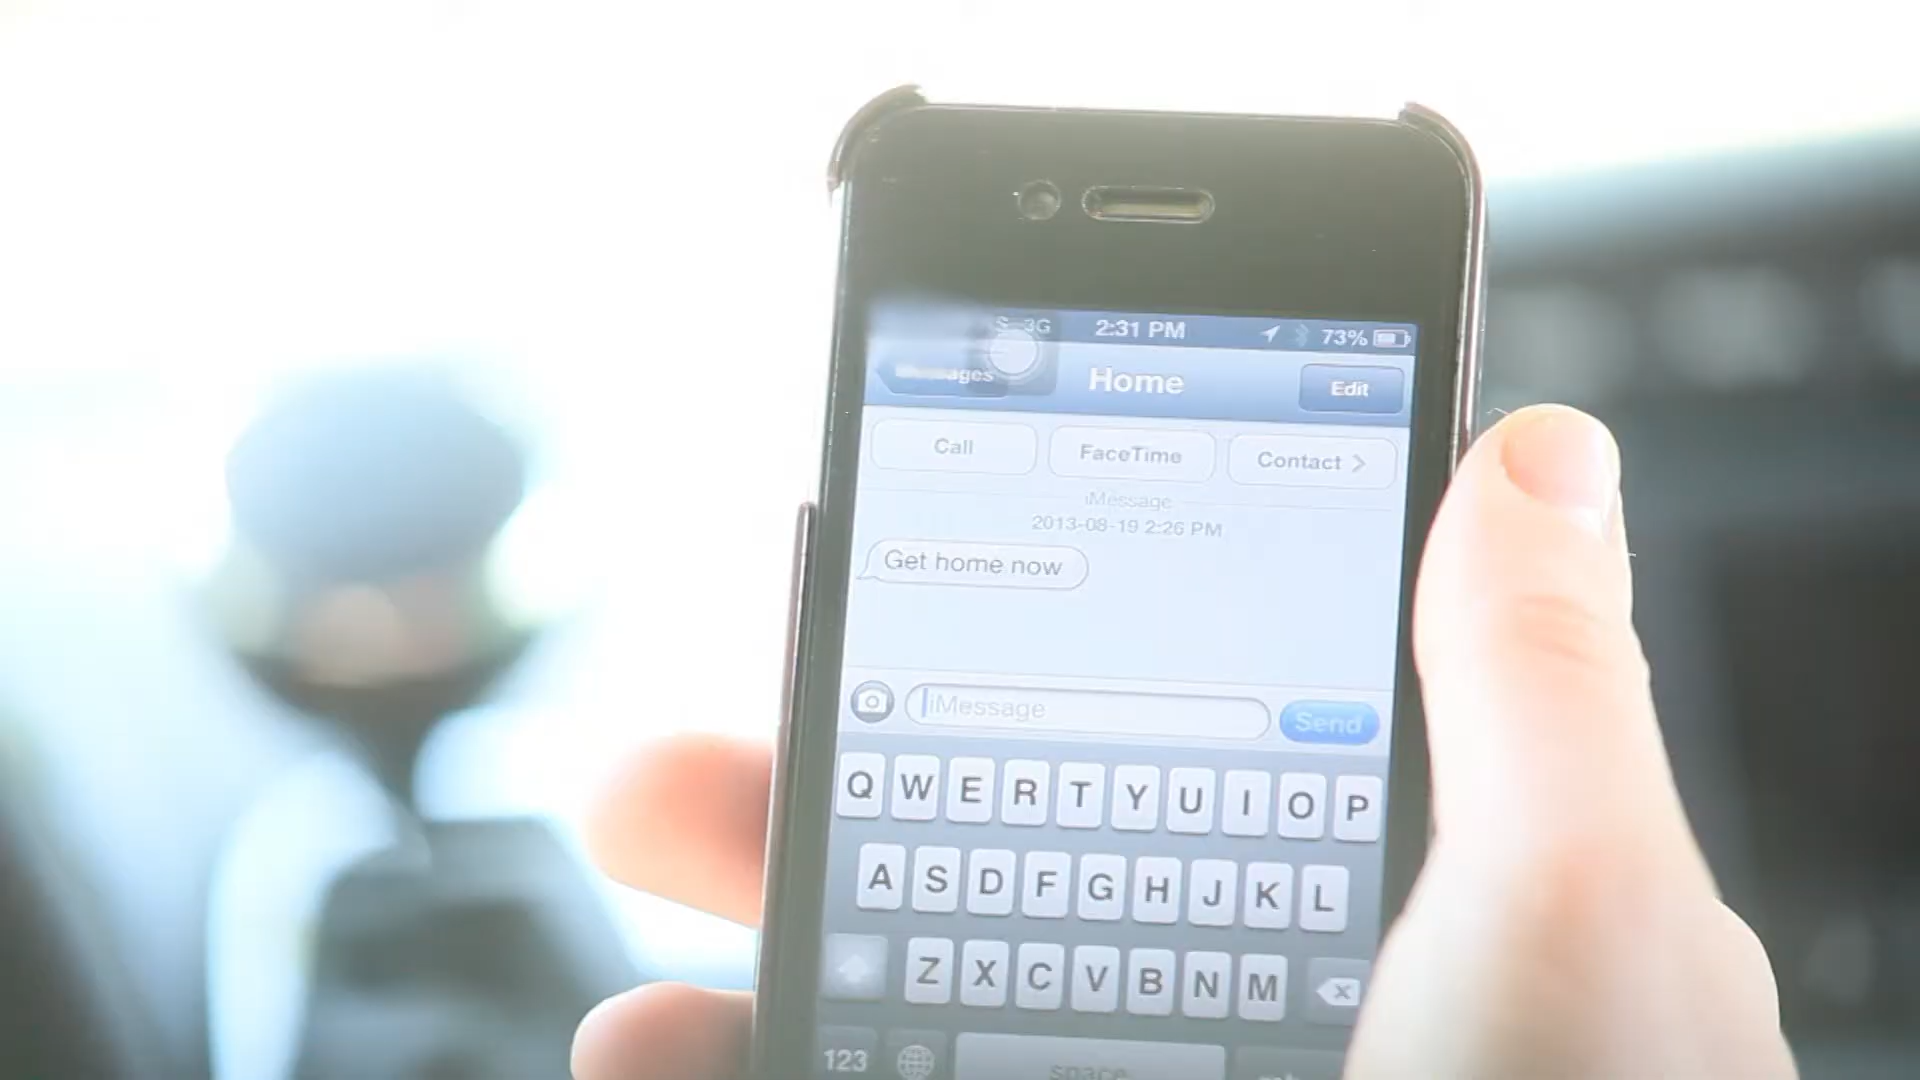 3G 2:31 PM 73%
Home Edit
Call FaceTime Contact
iMessage
2013-08-19 2:26 PM
Get home now
iMessage Send
Q W E R T Y U I O P
A S D F G H J K L
Z X C V B N M
123 space